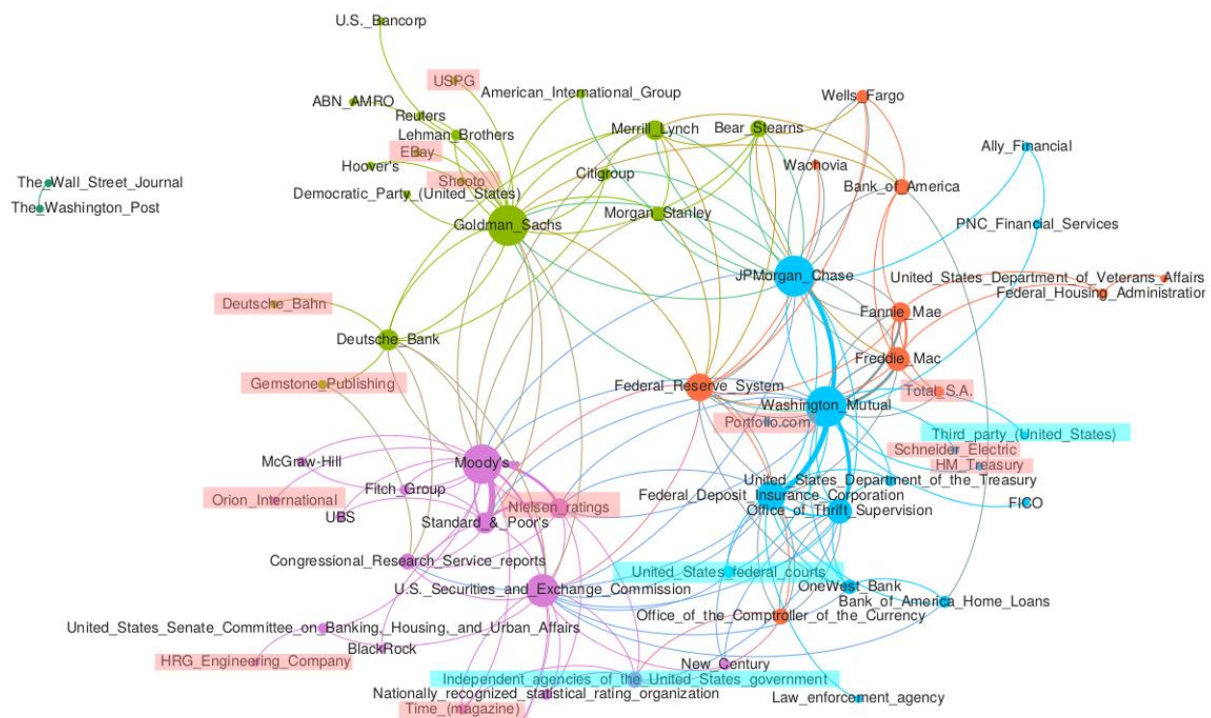 U.S._Bancorp
USPG
American_International_Group
Wells_Fargo
ABN_AMRO
Reuters
Lehman_Brothers
Merrill_Lynch
Bear_Stearns
Ally_Financial
EBay
Hoover's
Citigroup
Wachovia
Shooto
The_Wall_Street_Journal
Bank_of_America
Democratic_Party_(United_States)
The_Washington_Post
Morgan_Stanley
Goldman_Sachs
PNC_Financial_Services
JPMorgan_Chase
United_States_Department_of_Veterans_Affairs
Federal_Housing_Administration
Deutsche_Bahn
Fannie_Mae
Deutsche_Bank
Freddie_Mac
Gemstone_Publishing
Federal_Reserve_System
Total_S.A.
Washington_Mutual
Portfolio.com
Third_party_(United_States)
Schneider_Electric
McGraw-Hill
Moody's
HM_Treasury
United_States_Department_of_the_Treasury
Fitch_Group
Orion_International
Federal_Deposit_Insurance_Corporation
FICO
Nielsen_ratings
Office_of_Thrift_Supervision
UBS
Standard_&_Poor's
Congressional_Research_Service_reports
United_States_federal_courts
U.S._Securities_and_Exchange_Commission
OneWest_Bank
Bank_of_America_Home_Loans
Office_of_the_Comptroller_of_the_Currency
United_States_Senate_Committee_on_Banking,_Housing,_and_Urban_Affairs
BlackRock
HRG_Engineering_Company
New_Century
Independent_agencies_of_the_United_States_government
Nationally_recognized_statistical_rating_organization
Law_enforcement_agency
Time_(magazine)